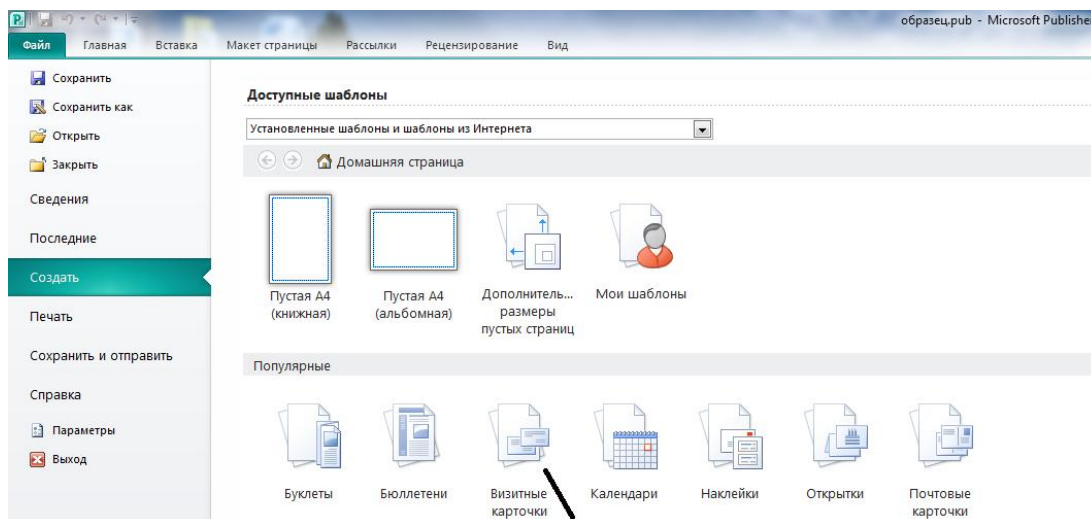 образец.pub - Microsoft Publisher
Файл Главная Вставка Макет страницы Рассылки Рецензирование Вид
Сохранить
Сохранить как
Открыть
Закрыть
Сведения
Последние
Создать
Печать
Сохранить и отправить
Справка
Параметры
Выход
Доступные шаблоны
Установленные шаблоны и шаблоны из Интернета
Домашняя страница
Пустая A4
(книжная)
Пустая A4
(альбомная)
Дополнитель...
размеры
пустых страниц
Мои шаблоны
Популярные
Буклеты
Бюллетени
Визитные
карточки
Календари
Наклейки
Открытки
Почтовые
карточки